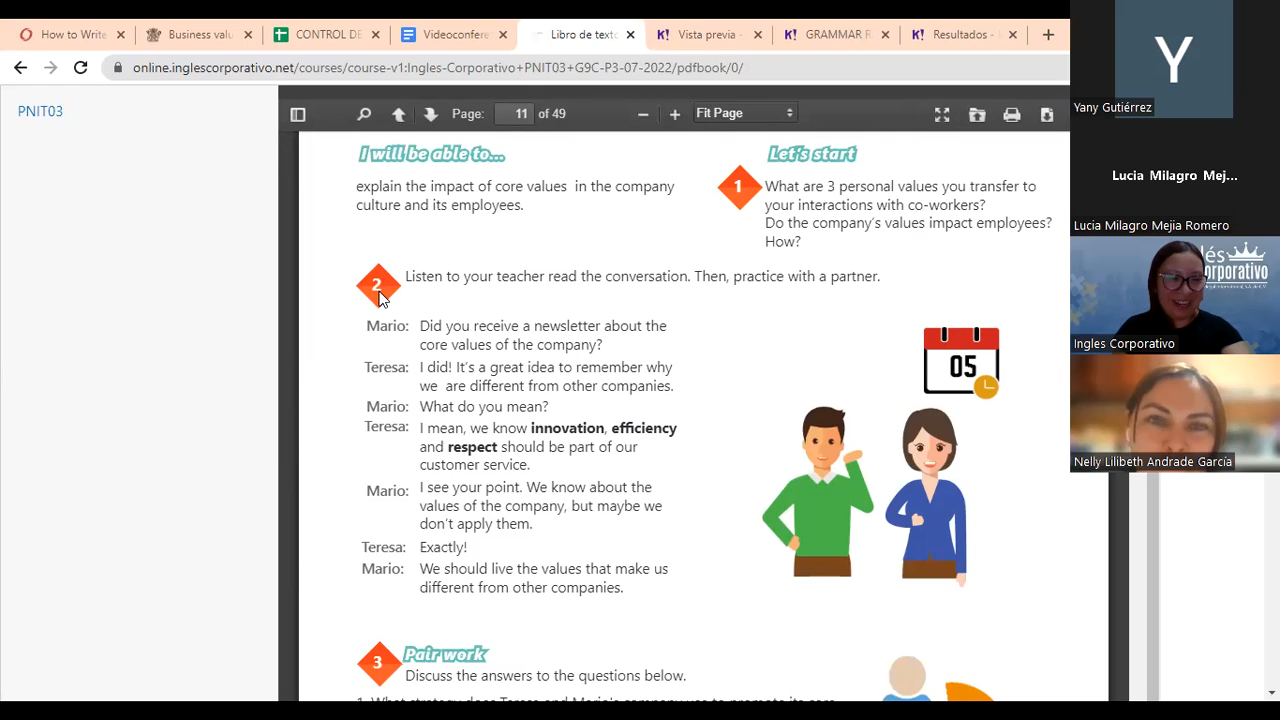 How to Write
Business valu
CONTROL DE
Videoconfere
Libro de texto
Vista previa -
GRAMMAR R
Resultados -
online.inglescorporativo.net/courses/course-v1:Ingles-Corporativo+PNIT03+G9C-P3-07-2022/pdfbook/0/
PNIT03
Page: 11 of 49
Fit Page
I will be able to...
explain the impact of core values in the company
culture and its employees.
Let's start
1
What are 3 personal values you transfer to
your interactions with co-workers?
Do the company's values impact employees?
How?
2
Listen to your teacher read the conversation. Then, practice with a partner.
Mario: Did you receive a newsletter about the
core values of the company?
Teresa: I did! It's a great idea to remember why
we are different from other companies.
Mario: What do you mean?
Teresa: I mean, we know innovation, efficiency
and respect should be part of our
customer service.
Mario: I see your point. We know about the
values of the company, but maybe we
don't apply them.
Teresa: Exactly!
Mario: We should live the values that make us
different from other companies.
05
3
Pair work
Discuss the answers to the questions below.
Y
Yany Gutiérrez
Lucia Milagro Mej...
Lucia Milagro Mejia Romero
corporativo
Ingles Corporativo
Nelly Lilibeth Andrade García